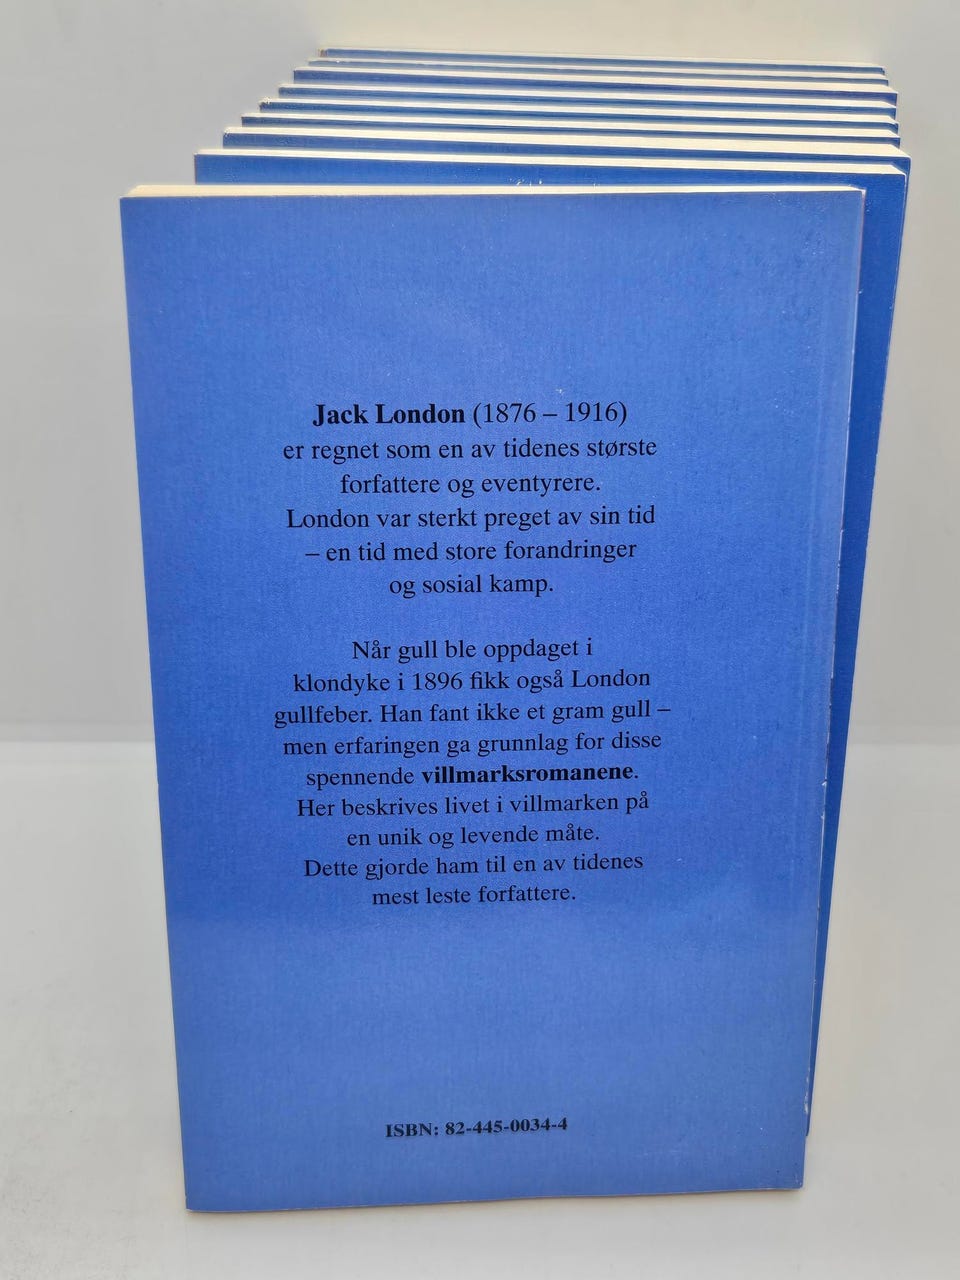 Jack London (1876 – 1916)
er regnet som en av tidenes største
forfattere og eventyrere.
London var sterkt preget av sin tid
– en tid med store forandringer
og sosial kamp.
Når gull ble oppdaget i
klondyke i 1896 fikk også London
gullfeber. Han fant ikke et gram gull –
men erfaringen ga grunnlag for disse
spennende villmarksromanene.
Her beskrives livet i villmarken på
en unik og levende måte.
Dette gjorde ham til en av tidenes
mest leste forfattere.
ISBN: 82-445-0034-4